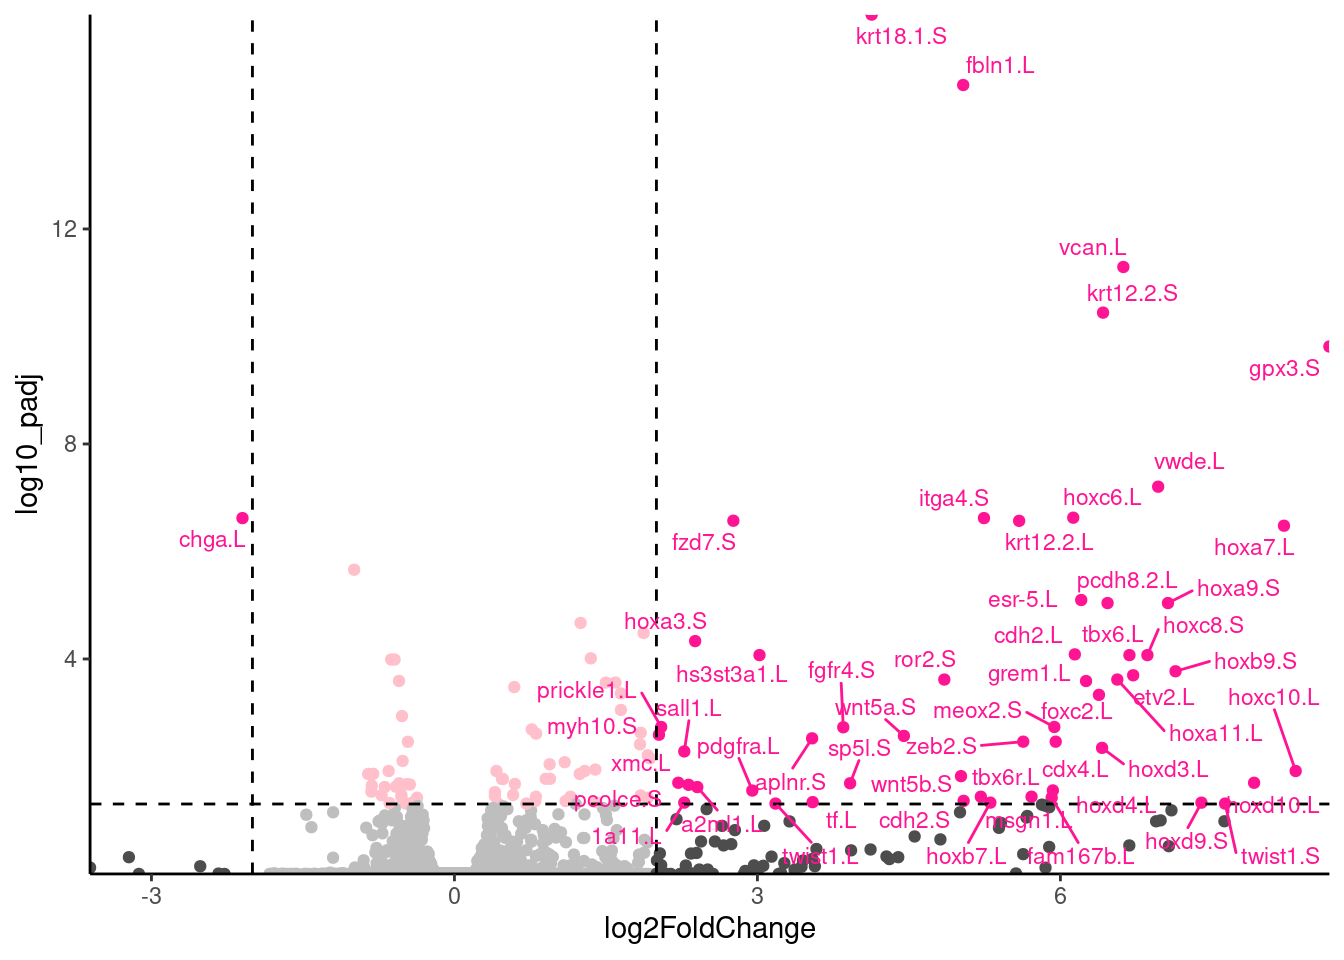 krt18.1.S
fbln1.L
12
vcan.L
krt12.2.S
gpx3.S
log10_padj
8
vwde.L
itga4.S
hoxc6.L
chga.L
fzd7.S
krt12.2.L
hoxa7.L
pcdh8.2.L
hoxa9.S
esr-5.L
hoxa3.S
hoxc8.S
cdh2.L
tbx6.L
4
ror2.S
hoxb9.S
hs3st3a1.L
fgfr4.S
grem1.L
prickle1.L
etv2.L
hoxc10.L
sall1.L
wnt5a.S
meox2.S
foxc2.L
myh10.S
hoxa11.L
pdgfra.L
sp5l.S
zeb2.S
xmc.L
cdx4.L
hoxd3.L
aplnr.S
wnt5b.S
tbx6r.L
pcolce.S
hoxd4.L
hoxd10.L
a2ml1.L
tf.L
cdh2.S
msgn1.L
1a11.L
hoxd9.S
twist1.L
hoxb7.L
fam167b.L
twist1.S
-3
0
3
6
log2FoldChange